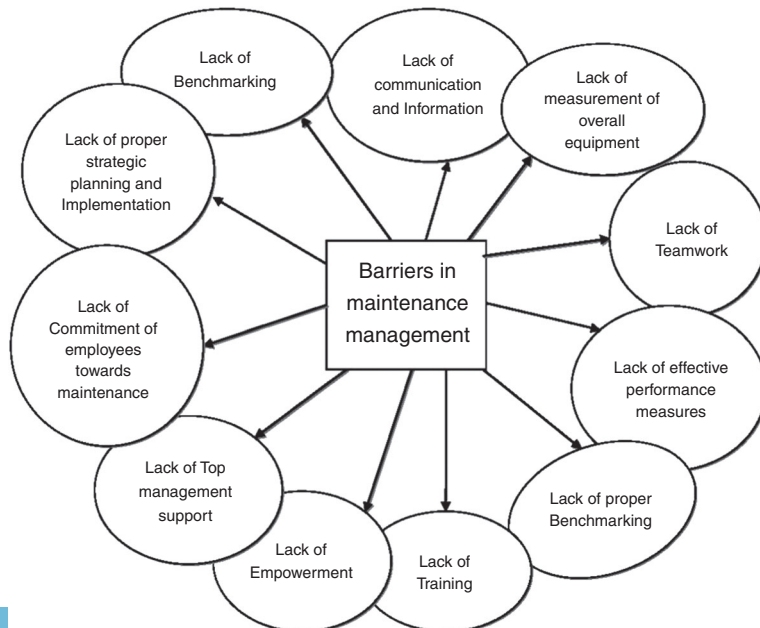 Lack of
Benchmarking
Lack of
communication
and Information
Lack of
measurement of
overall
equipment
Lack of proper
strategic
planning and
Implementation
Lack of
Teamwork
Barriers in
maintenance
management
Lack of
Commitment of
employees
towards
maintenance
Lack of effective
performance
measures
Lack of Top
management
support
Lack of proper
Benchmarking
Lack of
Empowerment
Lack of
Training